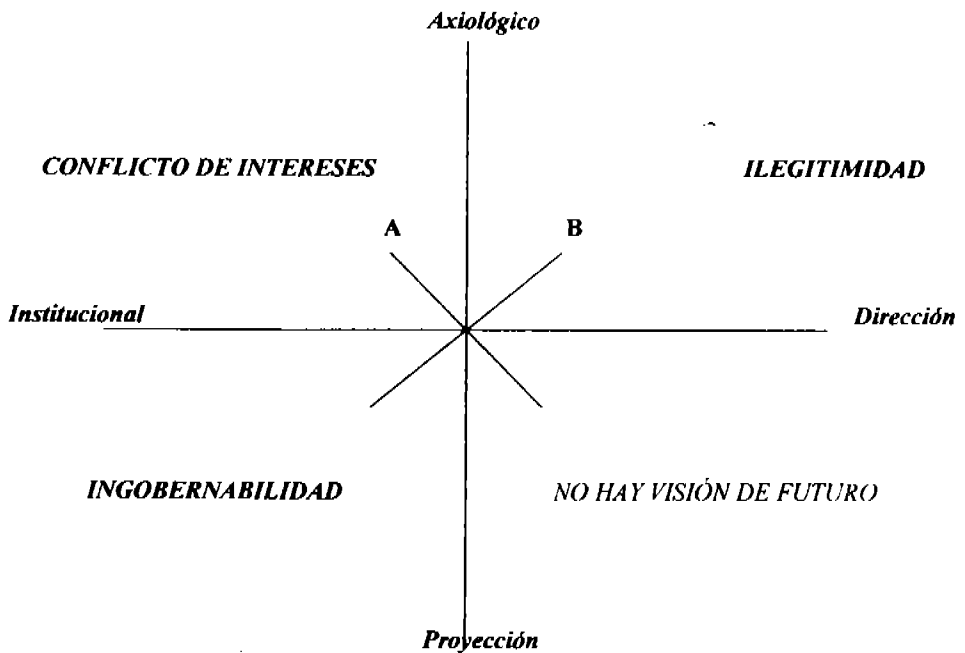 Axiológico
CONFLICTO DE INTERESES
ILEGITIMIDAD
A
B
Institucional
Dirección
INGOBERNABILIDAD
NO HAY VISIÓN DE FUTURO
Proyección